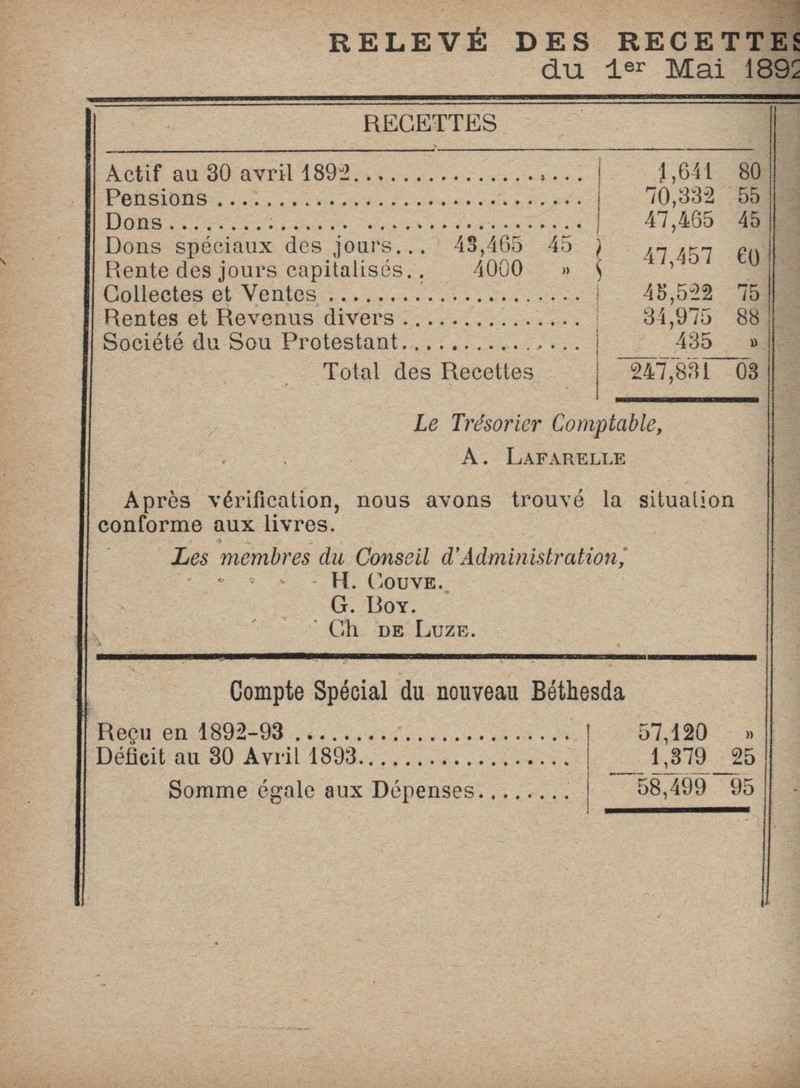 RELEVÉ DES RECETTES
du 1er Mai 1892
RECETTES
Actif au 30 avril 1892................... 1,641 80
Pensions .............................. 70,332 55
Dons.............. .................. 47,465 45
Dons spéciaux des jours... 43,465 45 } 47,457 60
Rente des jours capitalisés.. 4000 »
Collectes et Ventes ..................... 45,522 75
Rentes et Revenus divers ............... 34,975 88
Société du Sou Protestant............... 435 »
Total des Recettes 247,831 03
Le Trésorier Comptable,
A. LAFARELLE
Après vérification, nous avons trouvé la situation
conforme aux livres.
Les membres du Conseil d'Administration,
H. COUVE.
G. BOY.
Ch DE LUZE.
Compte Spécial du nouveau Béthesda
Reçu en 1892-93 ........................ 57,120 »
Déficit au 30 Avril 1893.................. 1,379 25
Somme égale aux Dépenses........ 58,499 95